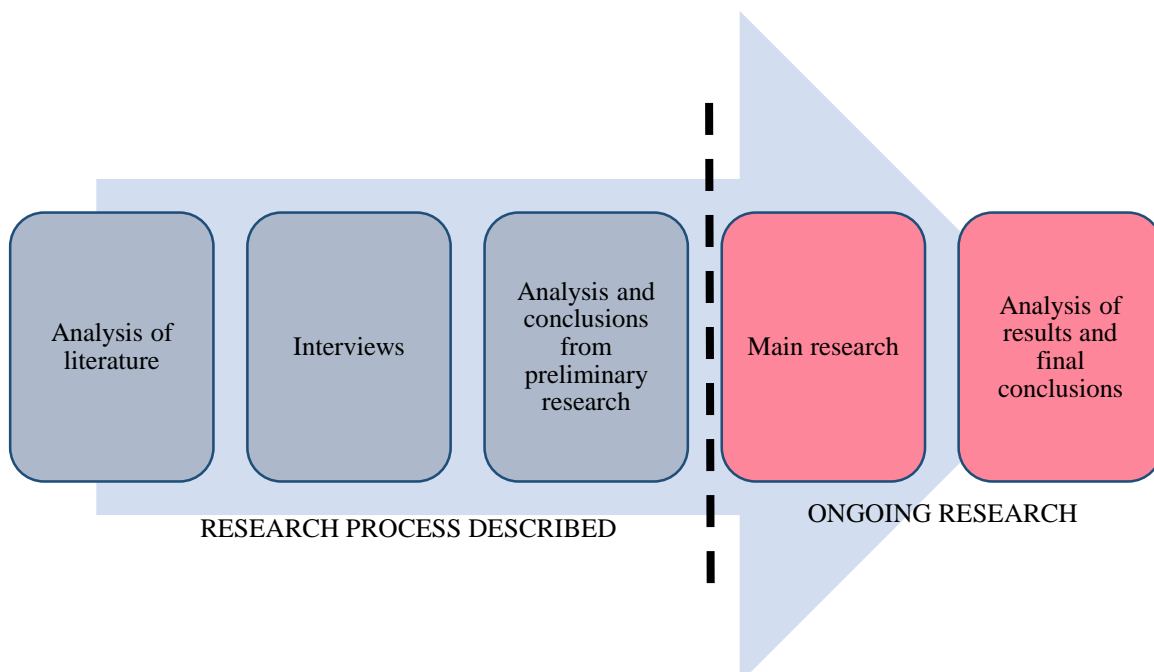 Analysis of
literature
Interviews
Analysis and
conclusions
from
preliminary
research
Main research
Analysis of
results and
final
conclusions
RESEARCH PROCESS DESCRIBED
ONGOING RESEARCH